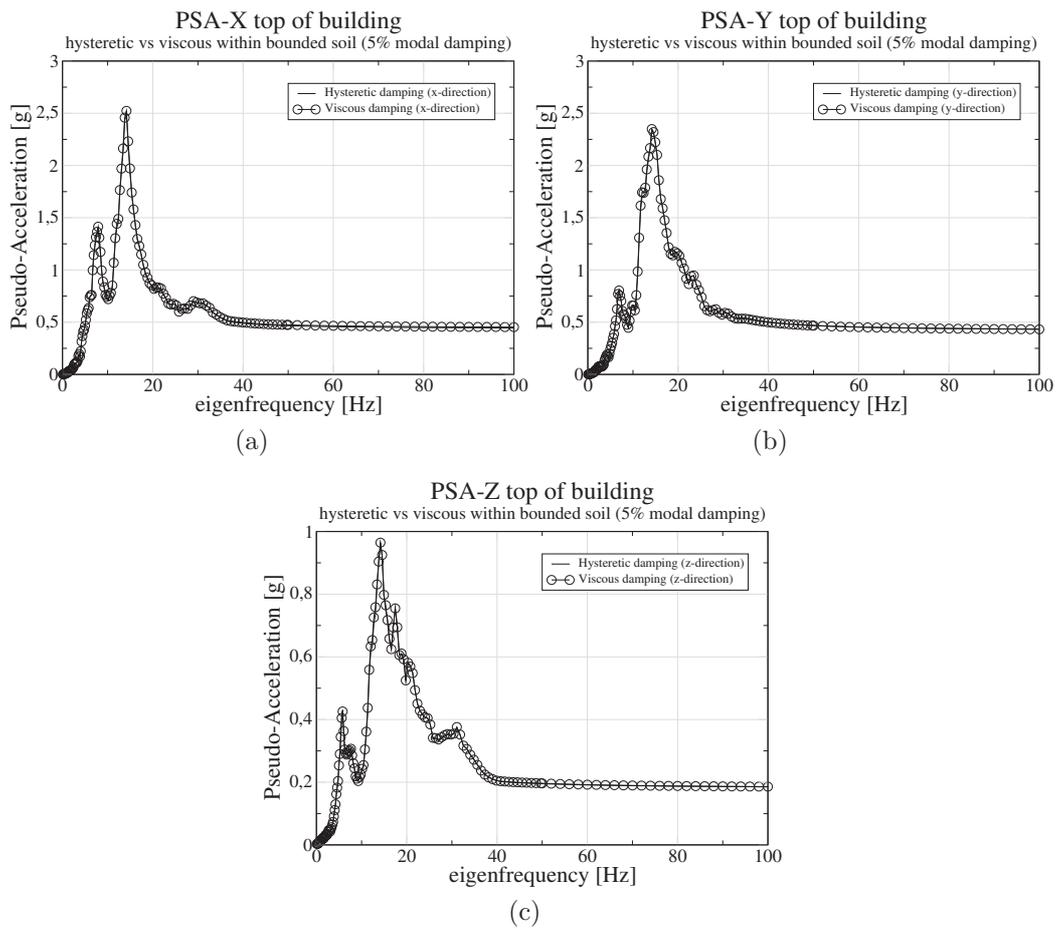 PSA-X top of building
hysteretic vs viscous within bounded soil (5% modal damping)
3
2,5
2
1,5
1
0,5
0
Pseudo-Acceleration [g]
Hysteretic damping (x-direction)
Viscous damping (x-direction)
0 20 40 60 80 100
eigenfrequency [Hz]
(a)
PSA-Y top of building
hysteretic vs viscous within bounded soil (5% modal damping)
3
2,5
2
1,5
1
0,5
0
Pseudo-Acceleration [g]
Hysteretic damping (y-direction)
Viscous damping (y-direction)
0 20 40 60 80 100
eigenfrequency [Hz]
(b)
PSA-Z top of building
hysteretic vs viscous within bounded soil (5% modal damping)
1
0,8
0,6
0,4
0,2
0
Pseudo-Acceleration [g]
Hysteretic damping (z-direction)
Viscous damping (z-direction)
0 20 40 60 80 100
eigenfrequency [Hz]
(c)